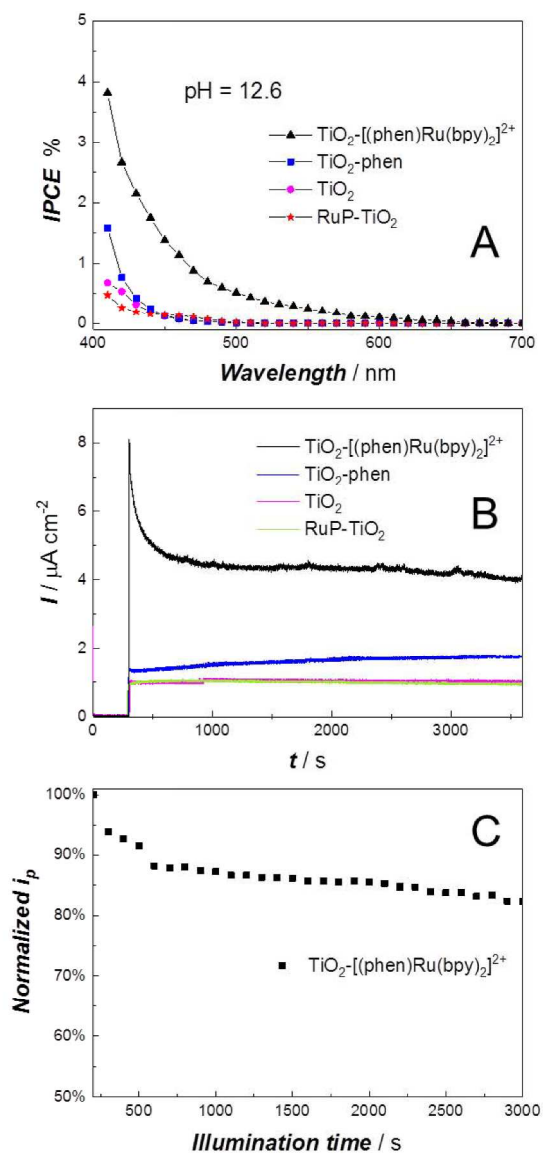 5
4
3
2
1
0
IPCE %
pH = 12.6
TiO₂-[(phen)Ru(bpy)₂]²⁺
TiO₂-phen
TiO₂
RuP-TiO₂
A
400 500 600 700
Wavelength / nm
8
6
4
2
0
I / μA cm⁻²
TiO₂-[(phen)Ru(bpy)₂]²⁺
TiO₂-phen
TiO₂
RuP-TiO₂
B
0 1000 2000 3000
t / s
100%
90%
80%
70%
60%
50%
Normalized iₚ
C
TiO₂-[(phen)Ru(bpy)₂]²⁺
500 1000 1500 2000 2500 3000
Illumination time / s